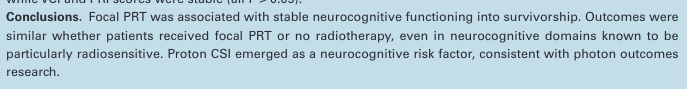 while VCI and PRI scores were stable (all P > 0.05).
Conclusions. Focal PRT was associated with stable neurocognitive functioning into survivorship. Outcomes were
similar whether patients received focal PRT or no radiotherapy, even in neurocognitive domains known to be
particularly radiosensitive. Proton CSI emerged as a neurocognitive risk factor, consistent with photon outcomes
research.